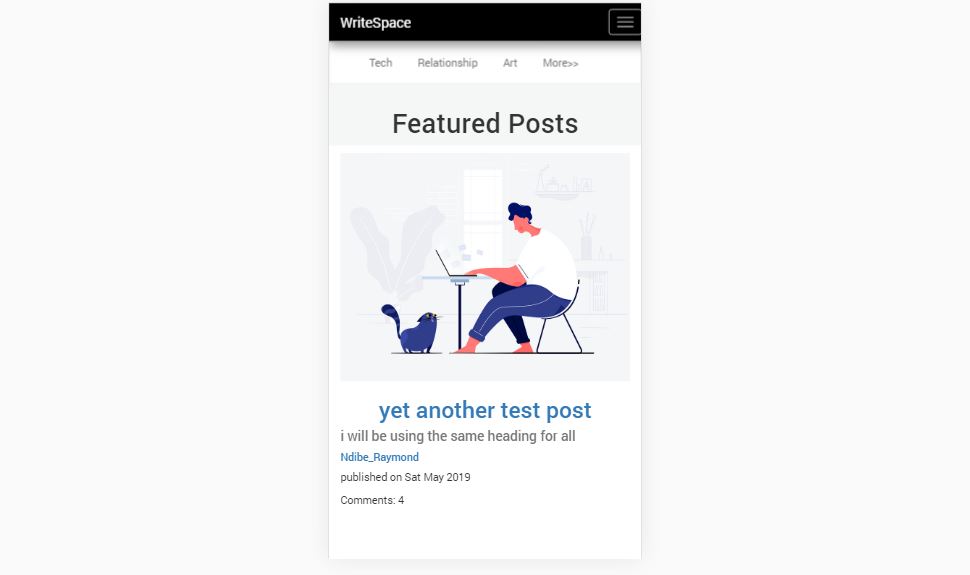 WriteSpace
Tech Relationship Art More>>
Featured Posts
yet another test post
i will be using the same heading for all
Ndibe_Raymond
published on Sat May 2019
Comments: 4